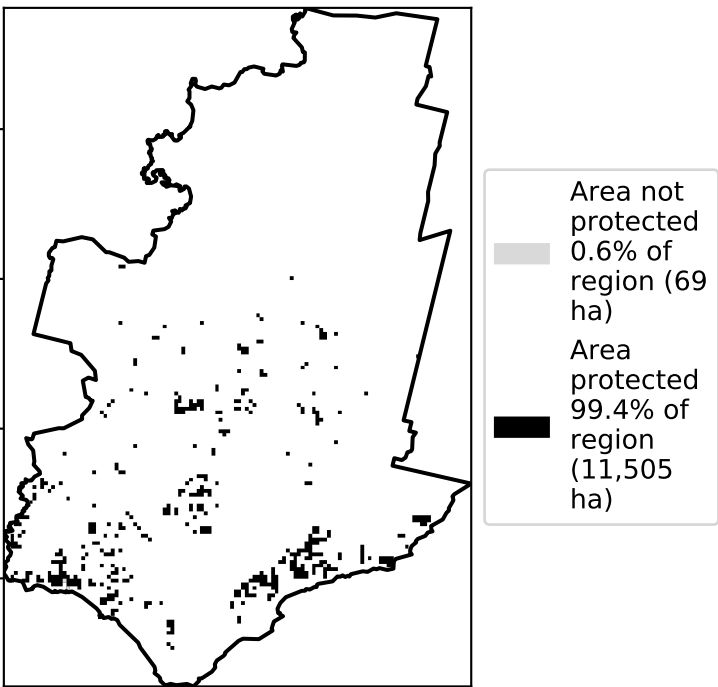 Area not
protected
0.6% of
region (69
ha)
Area
protected
99.4% of
region
(11,505
ha)